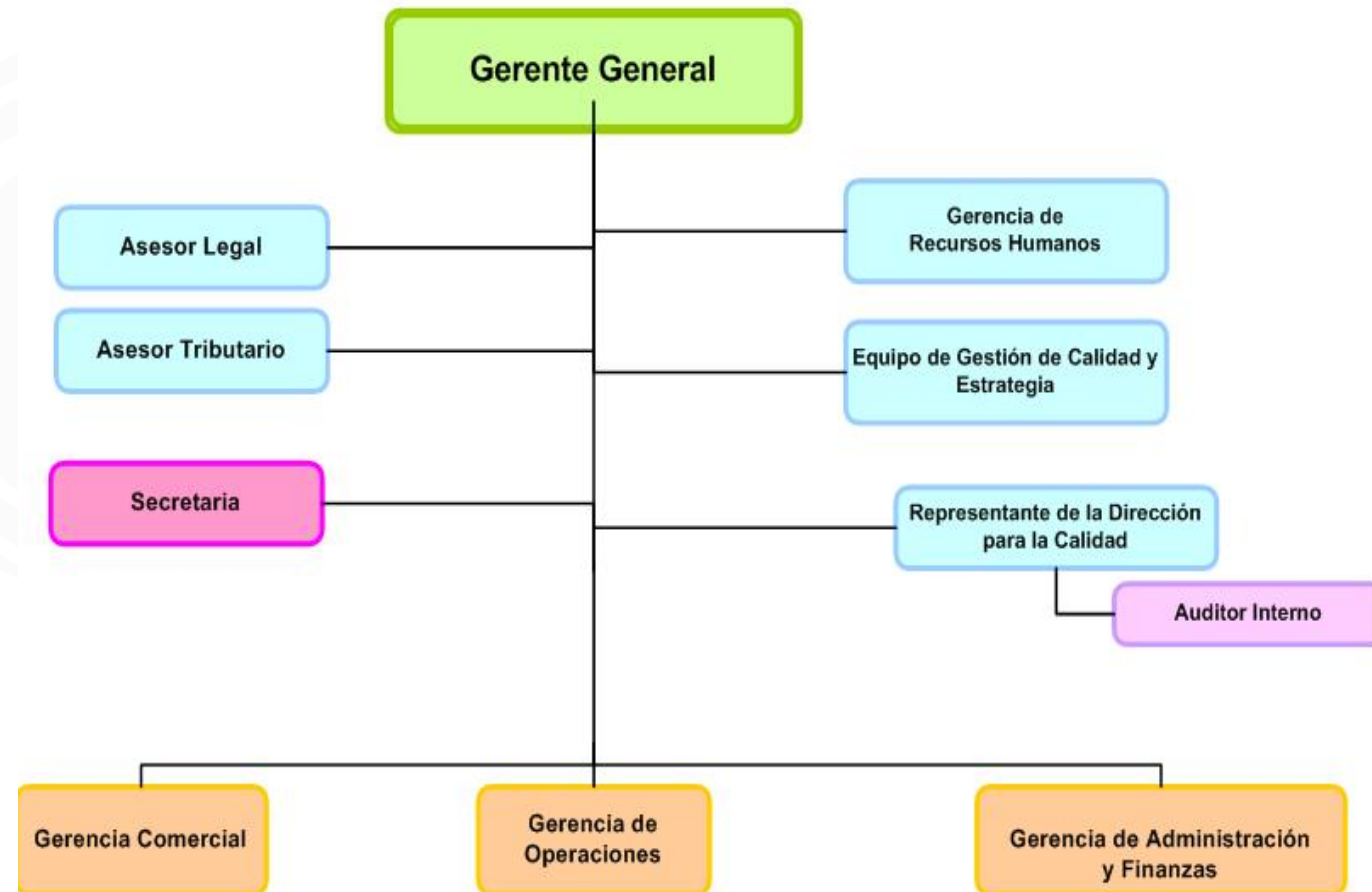 Gerente General
Asesor Legal
Gerencia de
Recursos Humanos
Asesor Tributario
Equipo de Gestión de Calidad y
Estrategia
Secretaria
Representante de la Dirección
para la Calidad
Auditor Interno
Gerencia Comercial
Gerencia de
Operaciones
Gerencia de Administración
y Finanzas